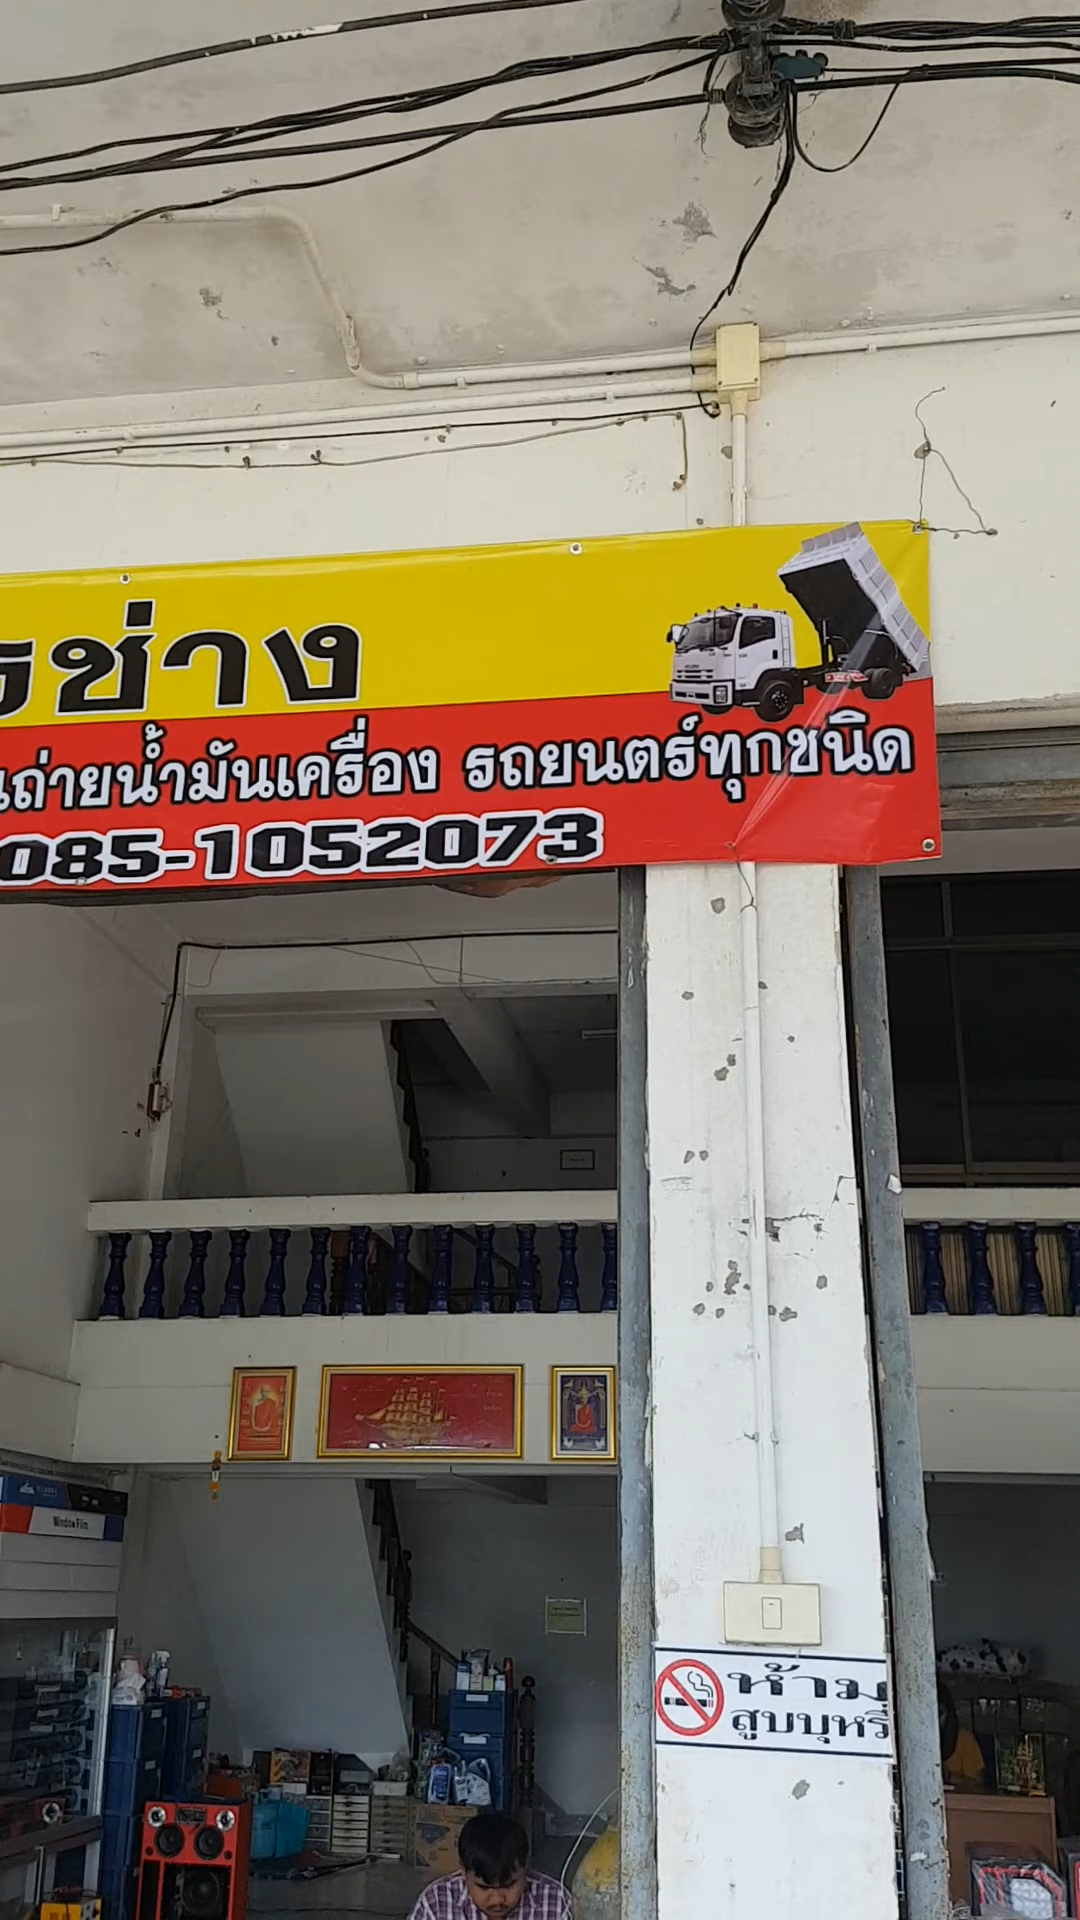 รช่าง
นถ่ายน้ำมันเครื่อง รถยนตร์ทุกชนิด
085-1052073
Window Film
ห้าม
สูบบุหรี่